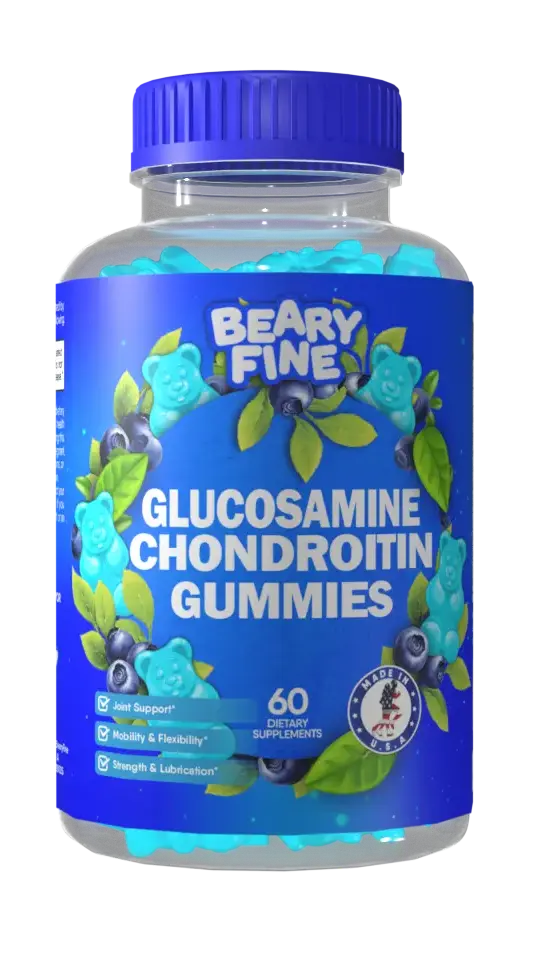 BEARY
FINE
GLUCOSAMINE
CHONDROITIN
GUMMIES
Joint Support*
Mobility & Flexibility*
Strength & Lubrication*
60
DIETARY
SUPPLEMENTS
MADE IN
U.S.A